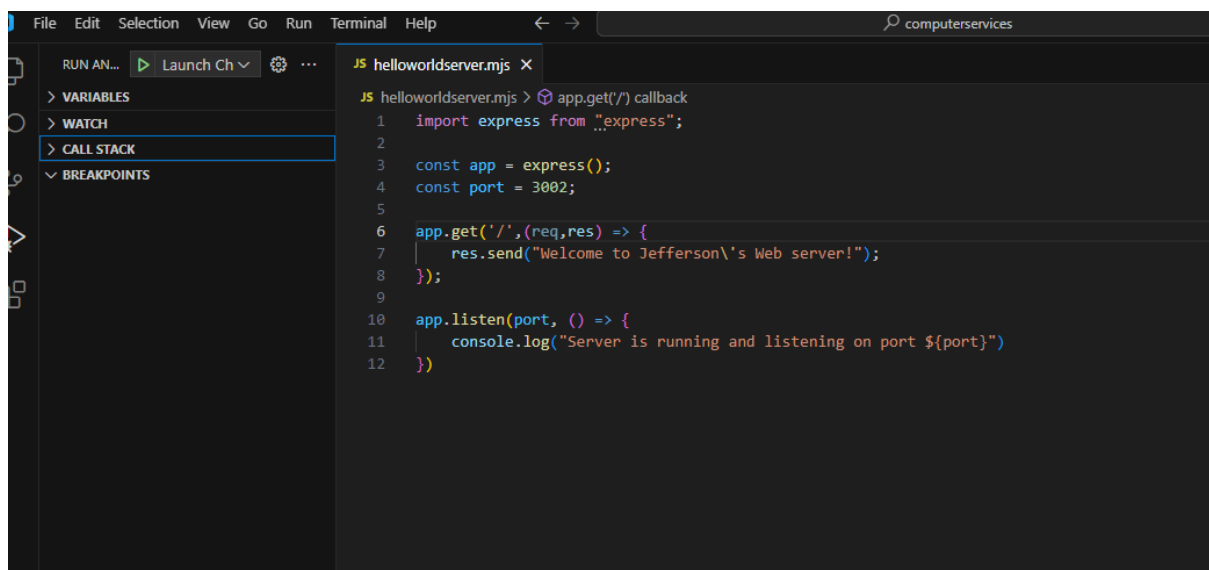 File Edit Selection View Go Run Terminal Help computerservices
RUN AN... Launch Ch
VARIABLES
WATCH
CALL STACK
BREAKPOINTS
JS helloworldserver.mjs
JS helloworldserver.mjs > app.get('/') callback
1 import express from "express";
2
3 const app = express();
4 const port = 3002;
5
6 app.get('/',(req,res) => {
7 res.send("Welcome to Jefferson\'s Web server!");
8 });
9
10 app.listen(port, () => {
11 console.log("Server is running and listening on port ${port}")
12 })